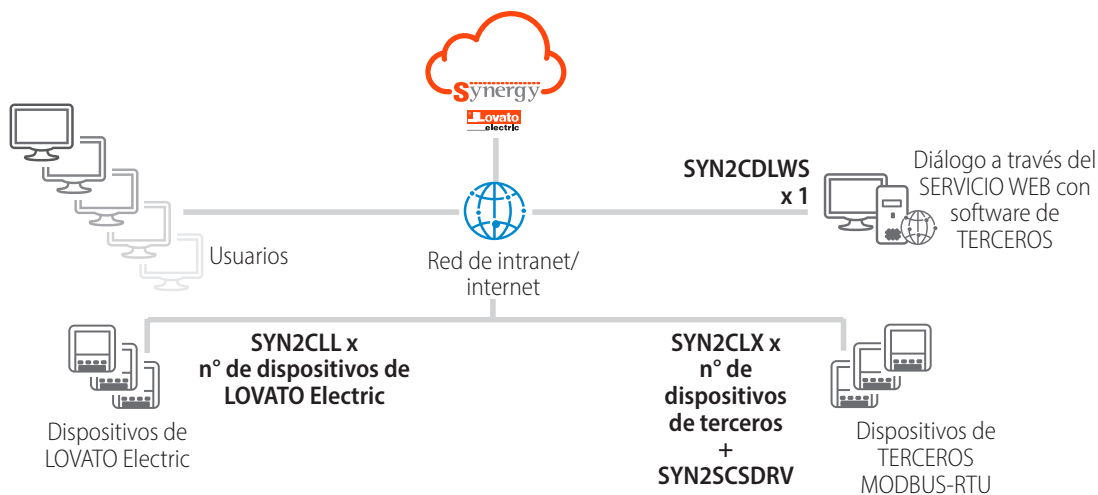 Synergy
Lovato
electric
SYN2CDLWS
x 1
Diálogo a través del
SERVICIO WEB con
software de
TERCEROS
Usuarios
Red de intranet/
internet
SYN2CLL x
n° de dispositivos de
LOVATO Electric
SYN2CLX x
n° de
dispositivos
de terceros
+
SYN2SCSDRV
Dispositivos de
LOVATO Electric
Dispositivos de
TERCEROS
MODBUS-RTU